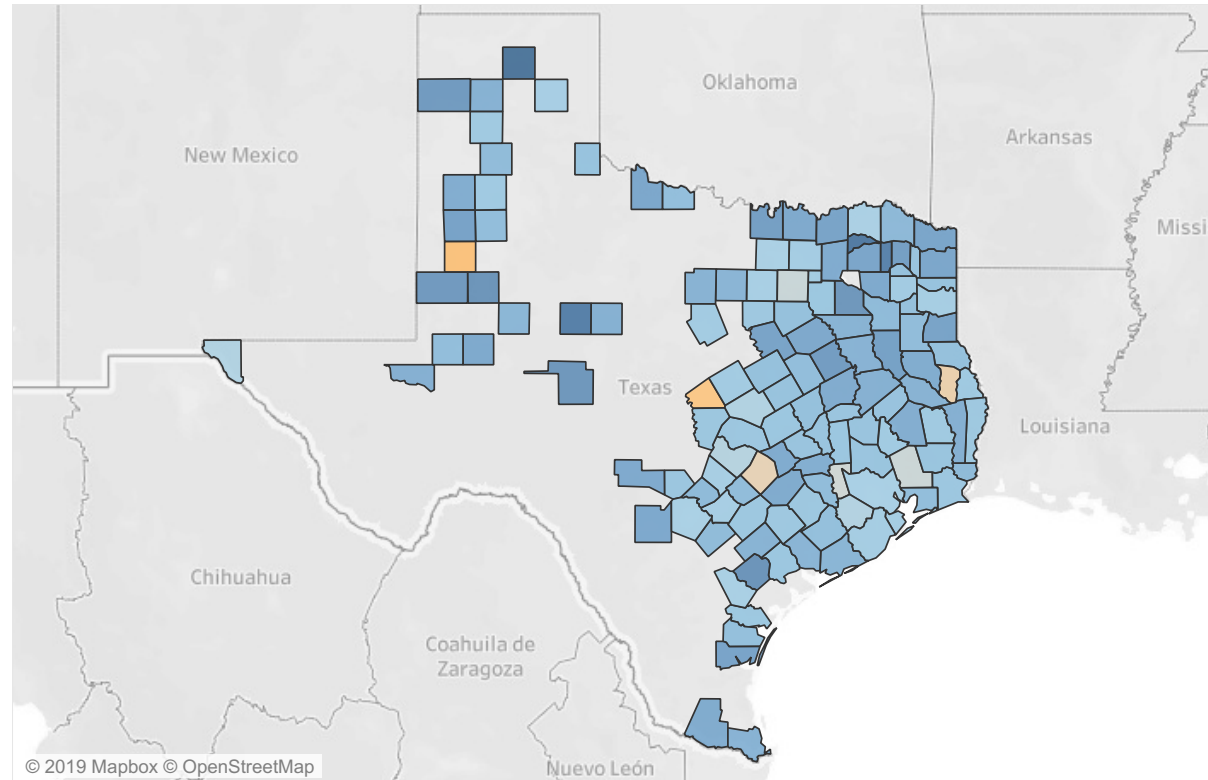 Oklahoma
New Mexico
Arkansas
Missi
Texas
Louisiana
Chihuahua
Coahuila de
Zaragoza
Nuevo León
© 2019 Mapbox © OpenStreetMap